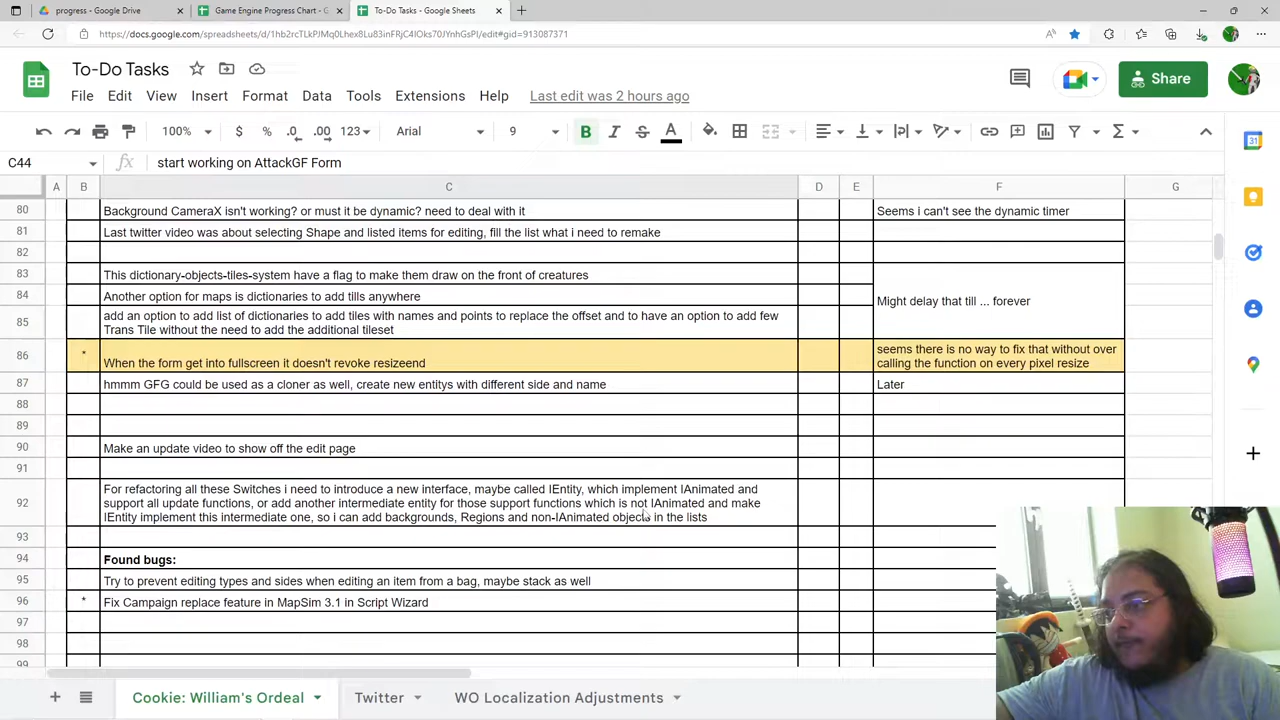 progress - Google Drive
Game Engine Progress Chart - G
To-Do Tasks - Google Sheets
https://docs.google.com/spreadsheets/d/1hb2rcTLkPJMq0Lhex8Lu83inFRjC4IOks70JYnhGsPI/edit#gid=913087371
To-Do Tasks
Share
File Edit View Insert Format Data Tools Extensions Help Last edit was 2 hours ago
100% $ % .0 .00 123 Arial 9 B I S A
C44 fx start working on AttackGF Form
A B C D E F G
80 Background CameraX isn't working? or must it be dynamic? need to deal with it Seems i can't see the dynamic timer
81 Last twitter video was about selecting Shape and listed items for editing, fill the list what i need to remake
82
83 This dictionary-objects-tiles-system have a flag to make them draw on the front of creatures
84 Another option for maps is dictionaries to add tills anywhere
Might delay that till ... forever
85 add an option to add list of dictionaries to add tiles with names and points to replace the offset and to have an option to add few
Trans Tile without the need to add the additional tileset
86 * When the form get into fullscreen it doesn't revoke resizeend
seems there is no way to fix that without over
calling the function on every pixel resize
87 hmmm GFG could be used as a cloner as well, create new entitys with different side and name Later
88
89
90 Make an update video to show off the edit page
91
92 For refactoring all these Switches i need to introduce a new interface, maybe called IEntity, which implement IAnimated and
support all update functions, or add another intermediate entity for those support functions which is not IAnimated and make
IEntity implement this intermediate one, so i can add backgrounds, Regions and non-IAnimated objects in the lists
93
94 Found bugs:
95 Try to prevent editing types and sides when editing an item from a bag, maybe stack as well
96 * Fix Campaign replace feature in MapSim 3.1 in Script Wizard
97
98
99
Cookie: William's Ordeal Twitter WO Localization Adjustments